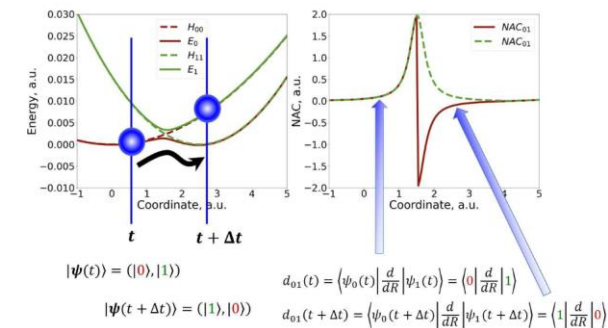 0.030
0.025
0.020
0.015
0.010
0.005
0.000
−0.005
−0.010
Energy, a.u.
H₀₀
E₀
H₁₁
E₁
−1 0 1 2 3 4 5
Coordinate, a.u.
t
t + Δt
2.0
1.5
1.0
0.5
0.0
−0.5
−1.0
−1.5
−2.0
NAC, a.u.
NAC₀₁
NAC₀₁
−1 0 1 2 3 4 5
Coordinate, a.u.
|ψ(t)⟩ = (|0⟩, |1⟩)
|ψ(t + Δt)⟩ = (|1⟩, |0⟩)
d₀₁(t) = ⟨ψ₀(t)|d/dR|ψ₁(t)⟩ = ⟨0|d/dR|1⟩
d₀₁(t + Δt) = ⟨ψ₀(t + Δt)|d/dR|ψ₁(t + Δt)⟩ = ⟨1|d/dR|0⟩